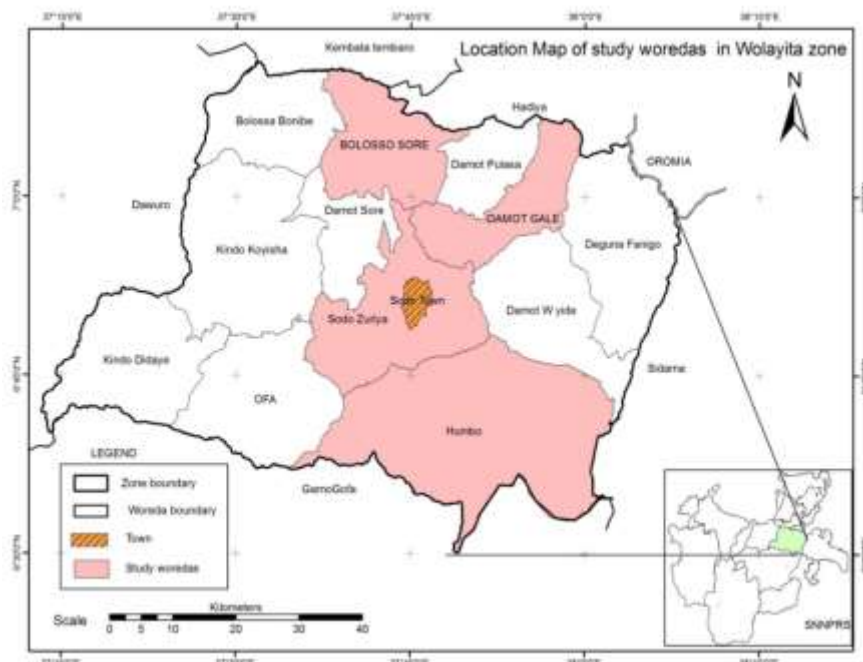 Kembata tembaro
Location Map of study woredas in Wolayita zone
N
Hadiya
Bolossa Bonibe
BOLOSSO SORE
Damot Pulasa
OROMIA
Dawuro
Damot Sore
DAMOT GALE
Kindo Koyisha
Deguna Fanigo
Sodo Town
Damot W yide
Sodo Zuriya
Kindo Didaye
Sidama
OFA
Humbo
LEGEND
Zone boundary
Woreda boundary
Town
Study woredas
GamoGofa
SNNPRS
Kilometers
Scale
0 5 10 20 30 40